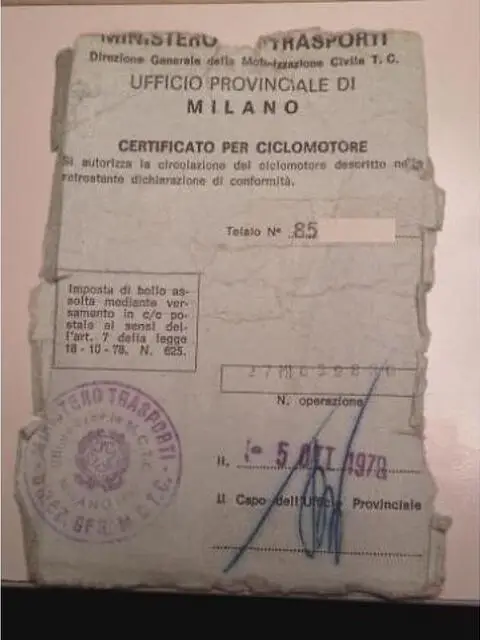 MINISTERO TRASPORTI
Direzione Generale della Motorizzazione Civile T. C.
UFFICIO PROVINCIALE DI
MILANO
CERTIFICATO PER CICLOMOTORE
Si autorizza la circolazione del ciclomotore descritto nella
retrostante dichiarazione di conformità.
Telaio N° 85
Imposta di bollo as-
solta mediante ver-
samento in c/c po-
stale ai sensi del-
l'art. 7 della legge
18-10-78. N. 625.
N. operazione
MINISTERO TRASPORTI
MILANO
Il, 5 OTT 1978
Il Capo dell'Ufficio Provinciale